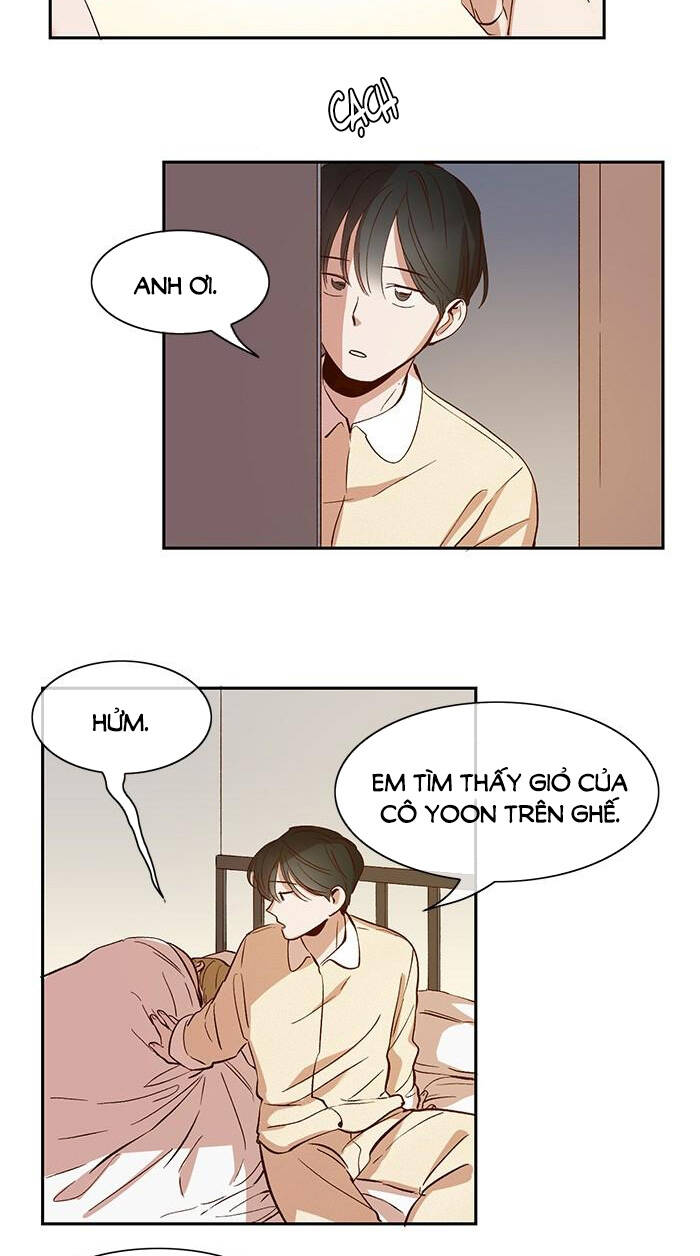 CẠCH
ANH ƠI.
HỬM.
EM TÌM THẤY GIỎ CỦA
CÔ YOON TRÊN GHẾ.